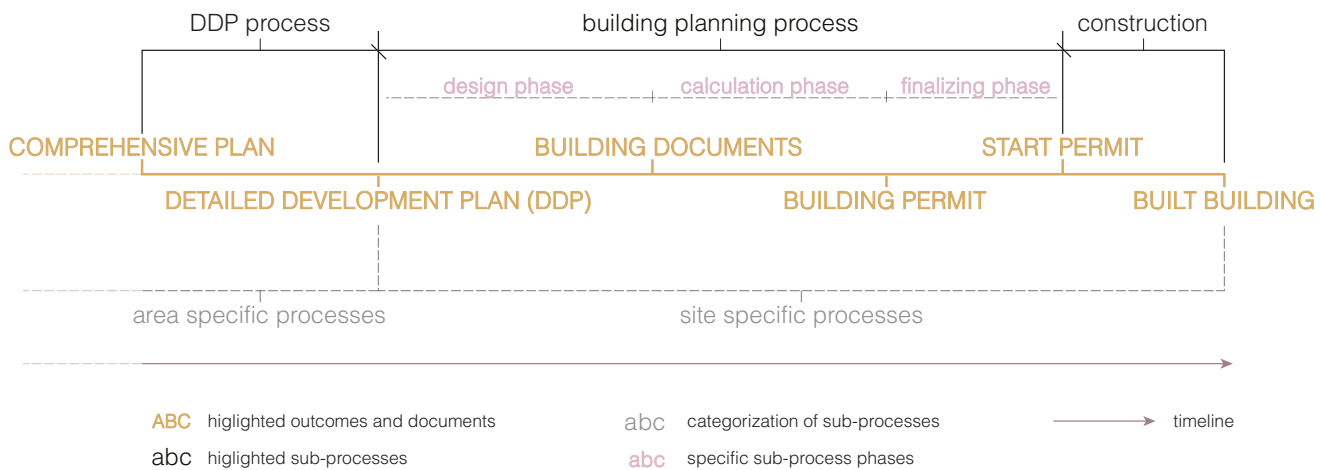 DDP process
building planning process
construction
design phase
calculation phase
finalizing phase
COMPREHENSIVE PLAN
BUILDING DOCUMENTS
START PERMIT
DETAILED DEVELOPMENT PLAN (DDP)
BUILDING PERMIT
BUILT BUILDING
area specific processes
site specific processes
ABC higlighted outcomes and documents
abc categorization of sub-processes
timeline
abc higlighted sub-processes
abc specific sub-process phases